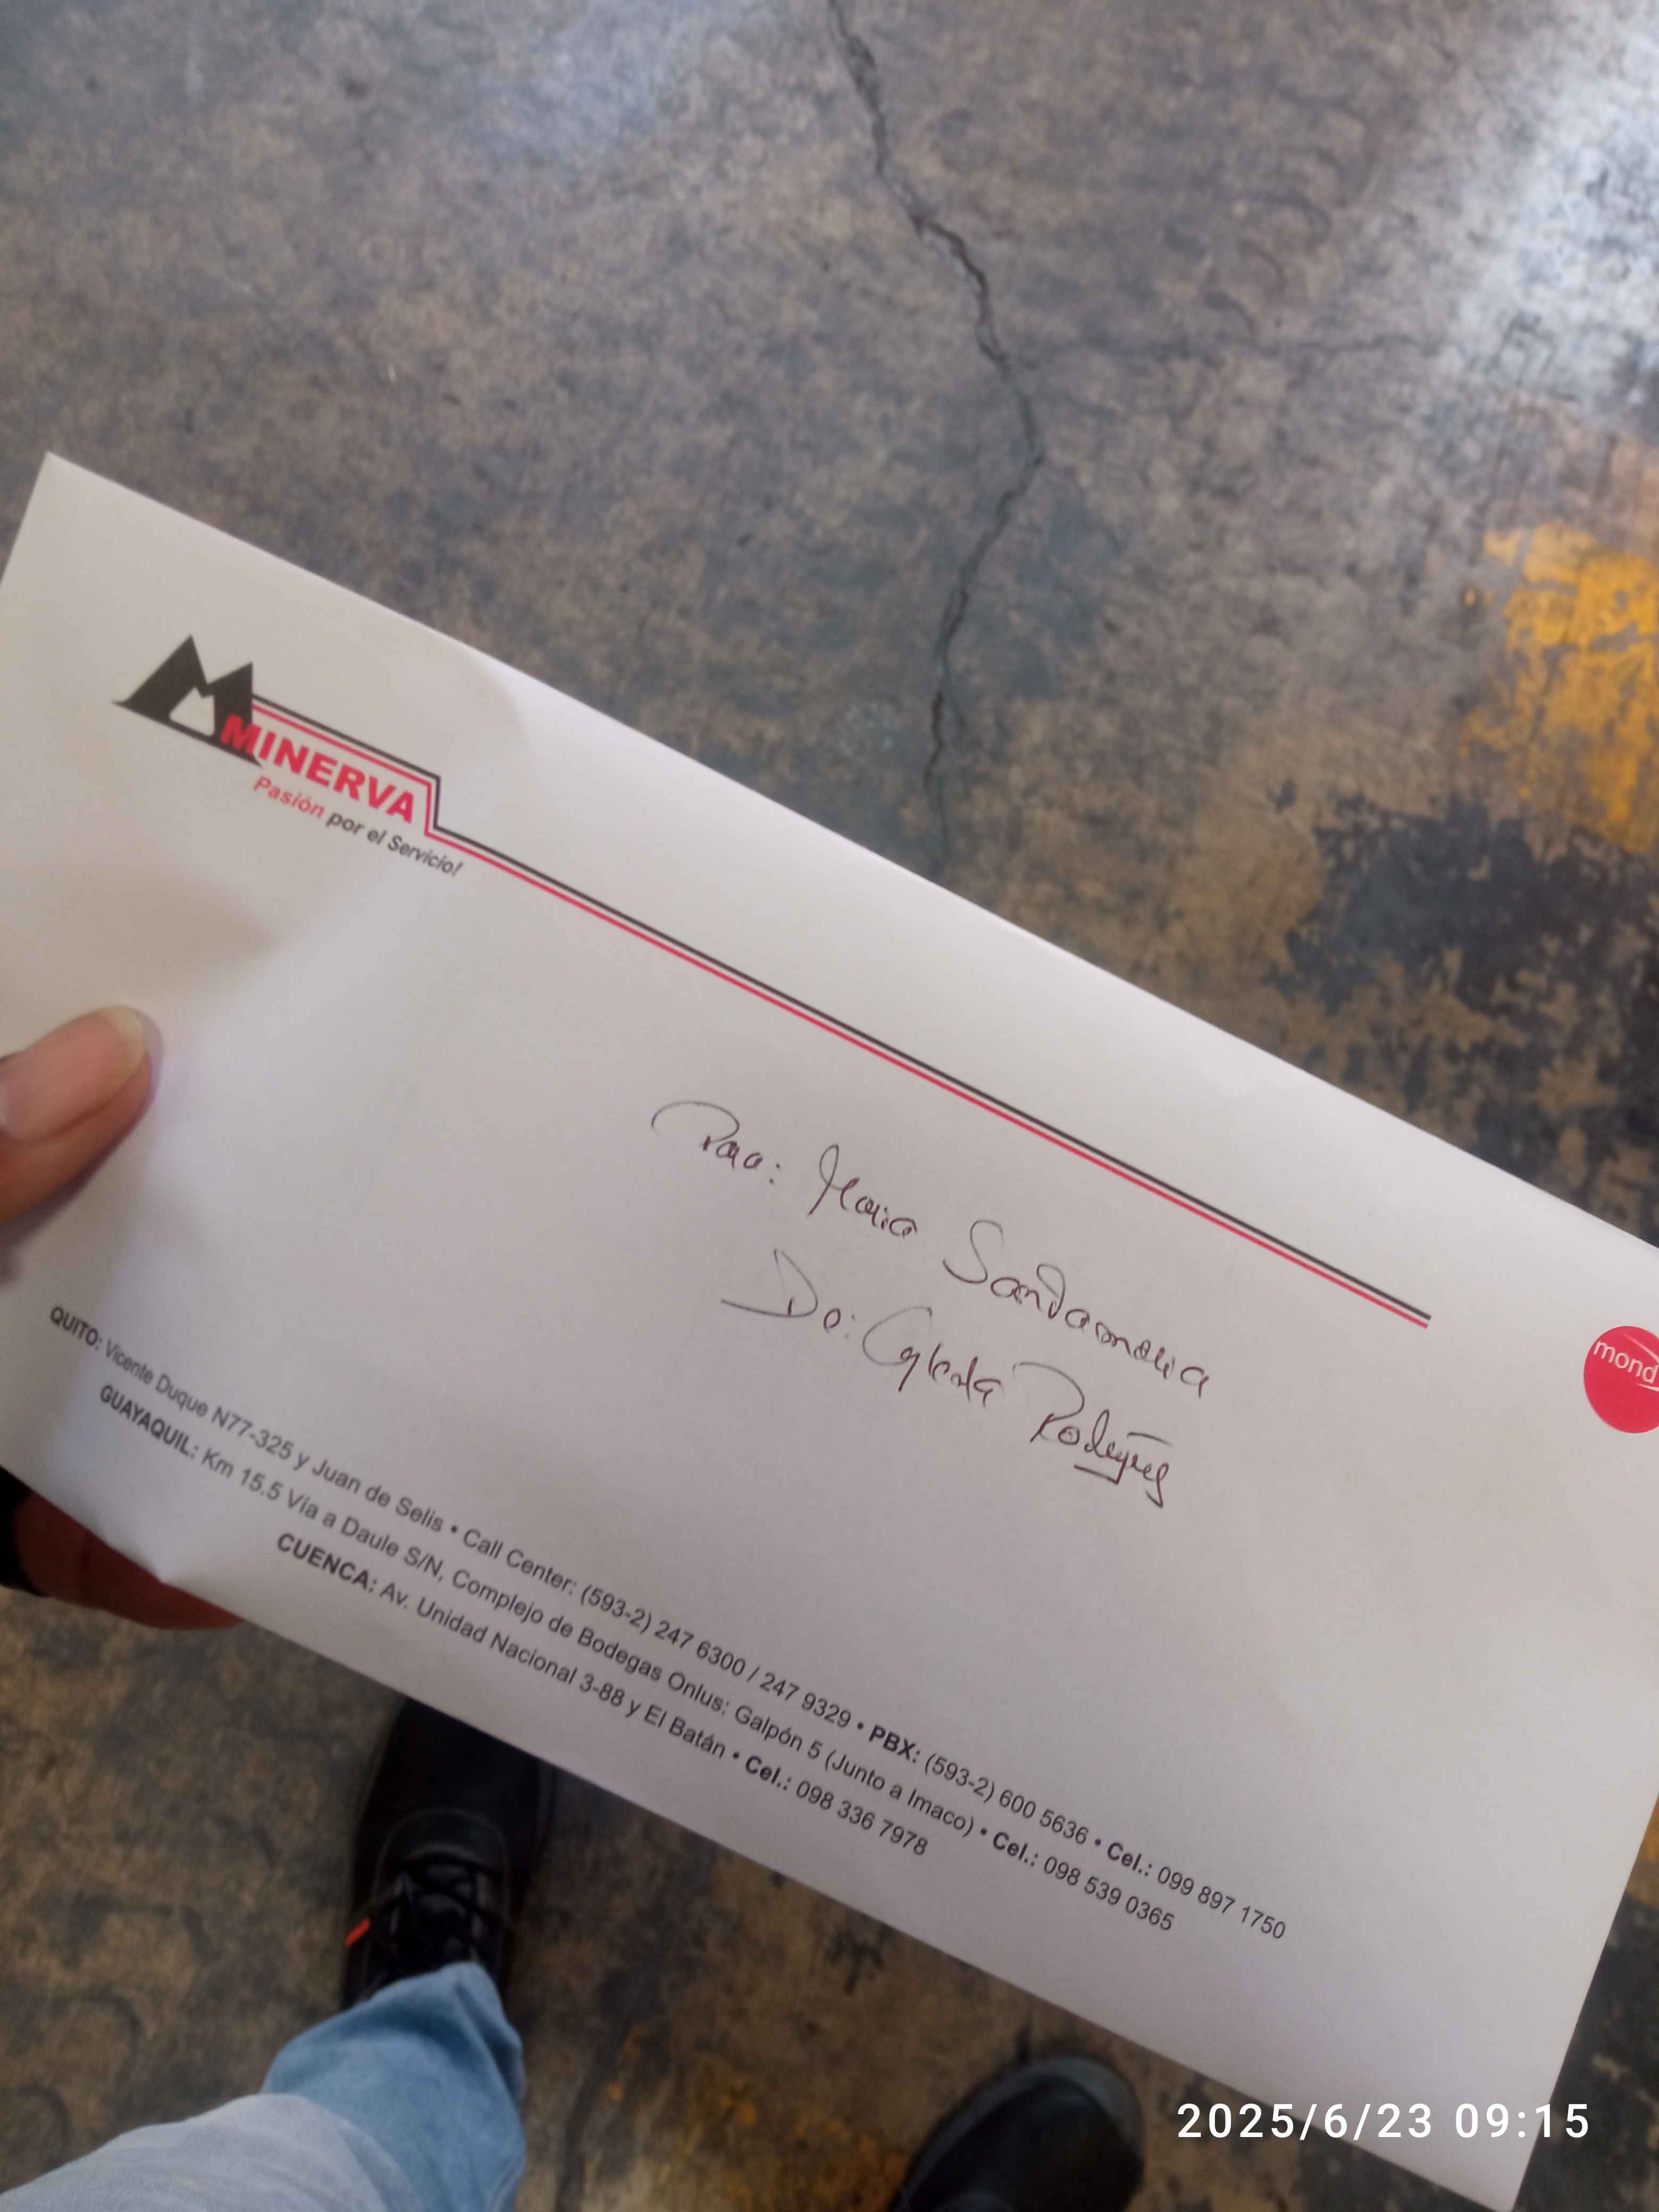 MINERVA
Pasión por el Servicio!
Para: Maria Santamaria
De: Rodríguez
mond
QUITO: Vicente Duque N77-325 y Juan de Selis • Call Center: (593-2) 247 6300 / 247 9329 • PBX: (593-2) 600 5636 • Cel.: 099 897 1750
GUAYAQUIL: Km 15.5 Vía a Daule S/N, Complejo de Bodegas Onlus: Galpón 5 (Junto a Imaco) • Cel.: 098 539 0365
CUENCA: Av. Unidad Nacional 3-88 y El Batán • Cel.: 098 336 7978
2025/6/23 09:15